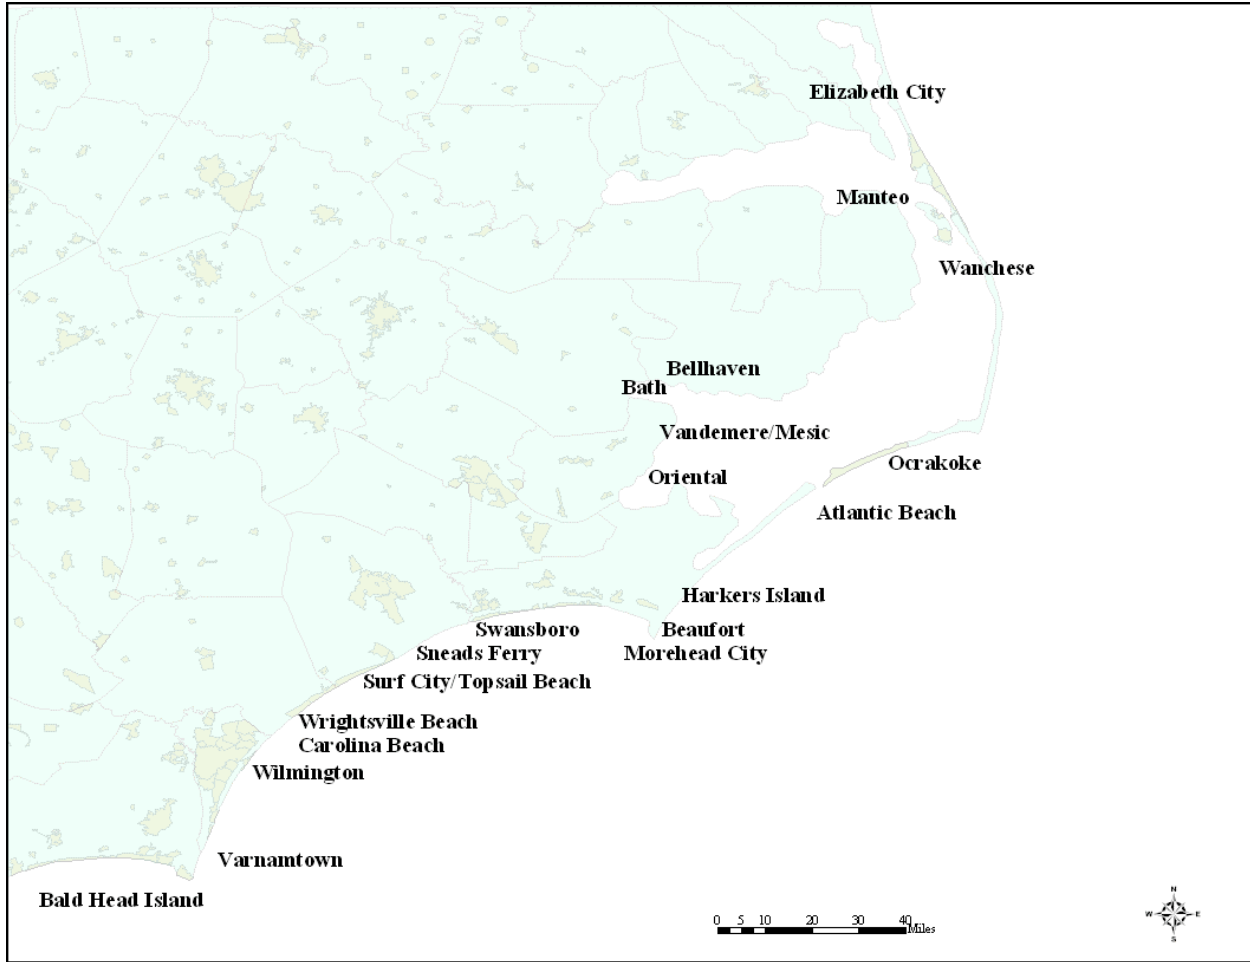 Elizabeth City
Manteo
Wanchese
Bellhaven
Bath
Vandemere/Mesic
Ocrakoke
Oriental
Atlantic Beach
Harkers Island
Swansboro
Beaufort
Sneads Ferry
Morehead City
Surf City/Topsail Beach
Wrightsville Beach
Carolina Beach
Wilmington
Varnamtown
Bald Head Island
N
W E
S
0 5 10 20 30 40
Miles